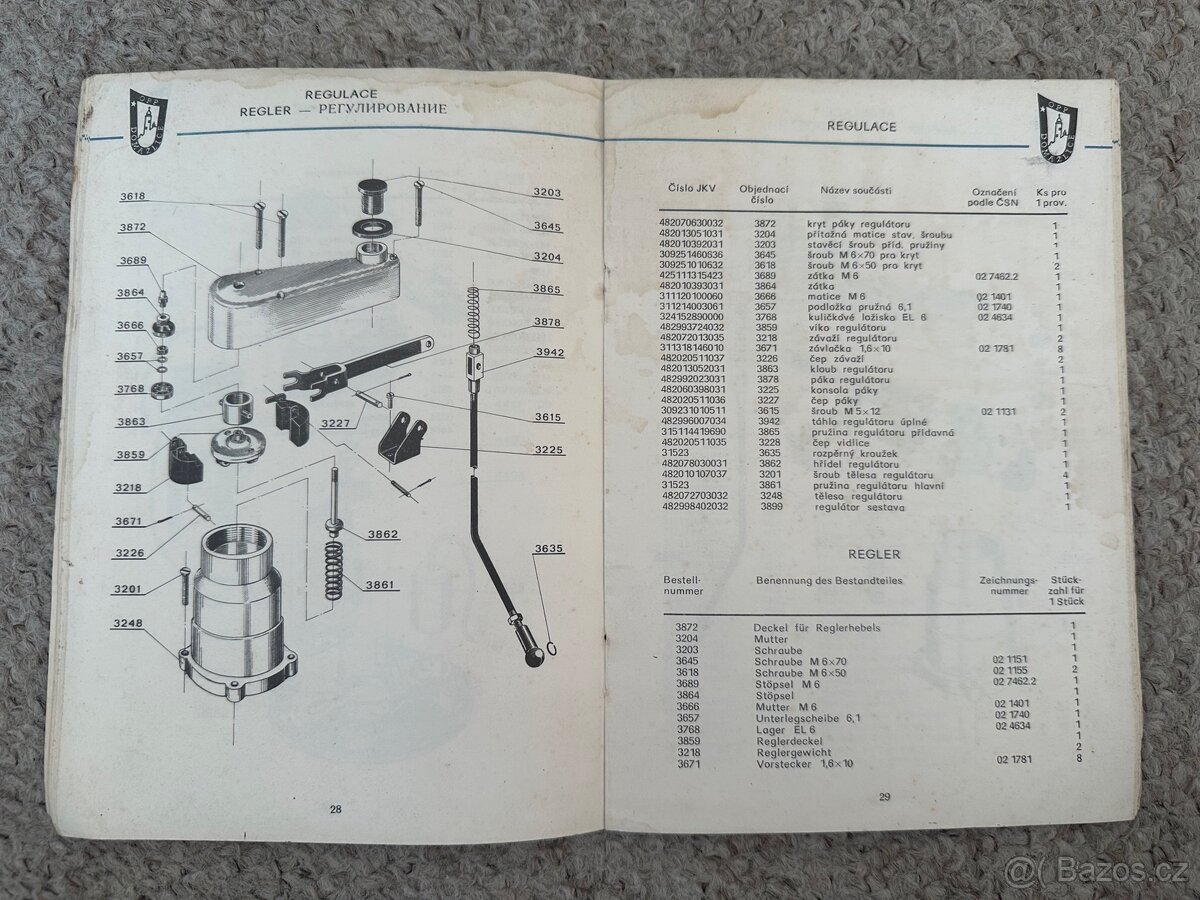 OPP
DOMAŽLICE
REGULACE
REGLER — РЕГУЛИРОВАНИЕ
3618
3872
3689
3864
3666
3657
3768
3863
3859
3218
3671
3226
3201
3248
3203
3645
3204
3865
3878
3942
3615
3227
3225
3862
3861
3635
28
REGULACE
OPP
DOMAŽLICE
Číslo JKV Objednací číslo Název součásti Označení podle ČSN Ks pro 1 prov.
482070630032 3872 kryt páky regulátoru 1
482013051031 3204 přítažná matice stav. šroubu 1
482010392031 3203 stavěcí šroub příd. pružiny 1
309251460636 3645 šroub M 6×70 pro kryt 1
309251010632 3618 šroub M 6×50 pro kryt 2
425111315423 3689 zátka M 6 02 7462.2 1
482010393031 3864 zátka 1
311120100060 3666 matice M 6 02 1401 1
311214003061 3657 podložka pružná 6,1 02 1740 1
324152890000 3768 kuličkové ložisko EL 6 02 4634 1
482993724032 3859 víko regulátoru 1
482072013035 3218 závaží regulátoru 2
311318146010 3671 závlačka 1,6×10 02 1781 8
482020511037 3226 čep závaží 2
482013052031 3863 kloub regulátoru 1
482992023031 3878 páka regulátoru 1
482060398031 3225 konsola páky 1
482020511036 3227 čep páky 1
309231010511 3615 šroub M 5×12 02 1131 2
482996007034 3942 táhlo regulátoru úplné 1
315114419690 3865 pružina regulátoru přídavná 1
482020511035 3228 čep vidlice 1
31523 3635 rozpěrný kroužek 1
482078030031 3862 hřídel regulátoru 1
482010107037 3201 šroub tělesa regulátoru 4
31523 3861 pružina regulátoru hlavní 1
482072703032 3248 těleso regulátoru 1
482998402032 3899 regulátor sestava 1
REGLER
Bestell-nummer Benennung des Bestandteiles Zeichnungs-nummer Stück-zahl für 1 Stück
3872 Deckel für Reglerhebels 1
3204 Mutter 1
3203 Schraube 1
3645 Schraube M 6×70 02 1151 1
3618 Schraube M 6×50 02 1155 2
3689 Stöpsel M 6 02 7462.2 1
3864 Stöpsel 1
3666 Mutter M 6 02 1401 1
3657 Unterlegscheibe 6,1 02 1740 1
3768 Lager EL 6 02 4634 1
3859 Reglerdeckel 1
3218 Reglergewicht 2
3671 Vorstecker 1,6×10 02 1781 8
29
@( Bazos.cz